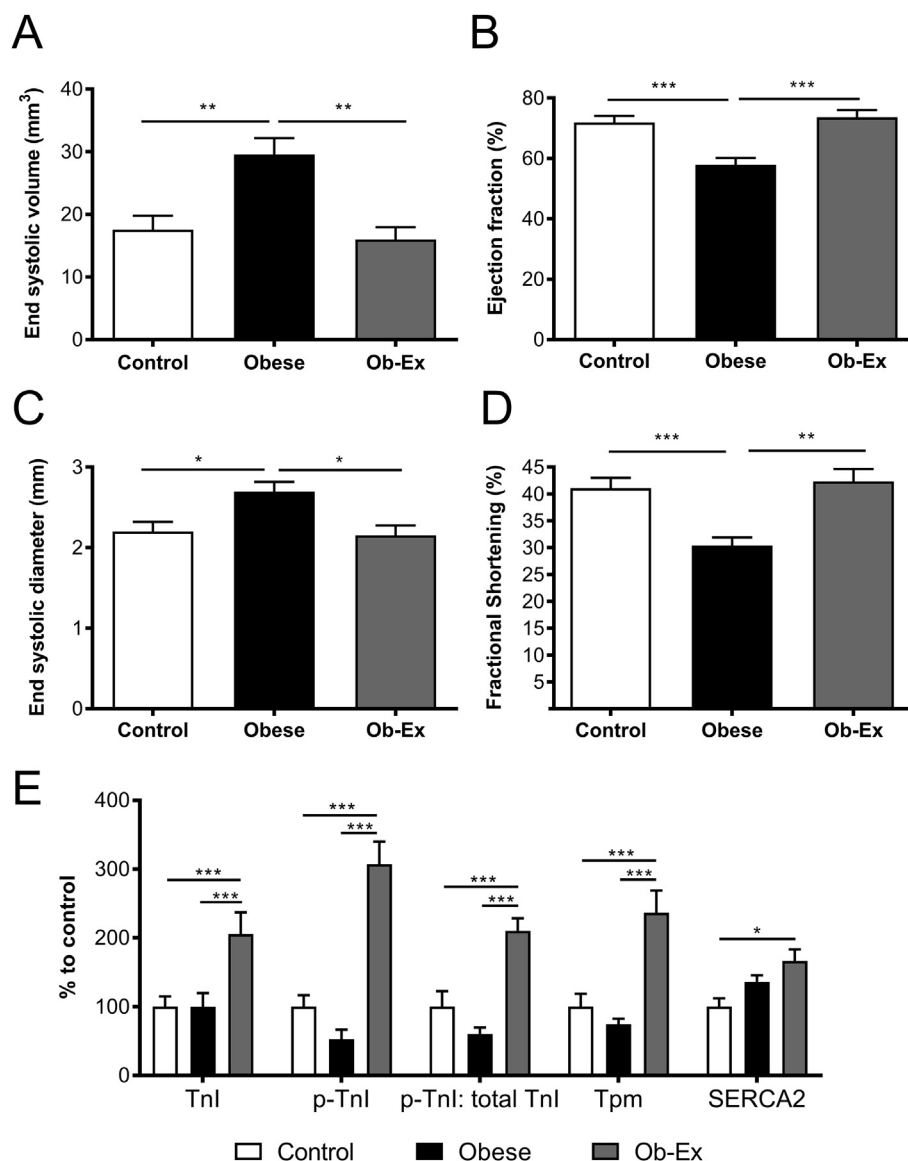 A
End systolic volume (mm³)
40
30
20
10
0
** **
Control Obese Ob-Ex
B
Ejection fraction (%)
80
60
40
20
0
*** ***
Control Obese Ob-Ex
C
End systolic diameter (mm)
3
2
1
0
* *
Control Obese Ob-Ex
D
Fractional Shortening (%)
45
40
35
30
25
20
15
10
5
*** **
Control Obese Ob-Ex
E
% to control
400
300
200
100
0
*** ***
*** ***
*** ***
*** ***
*
TnI p-TnI p-TnI: total TnI Tpm SERCA2
Control Obese Ob-Ex